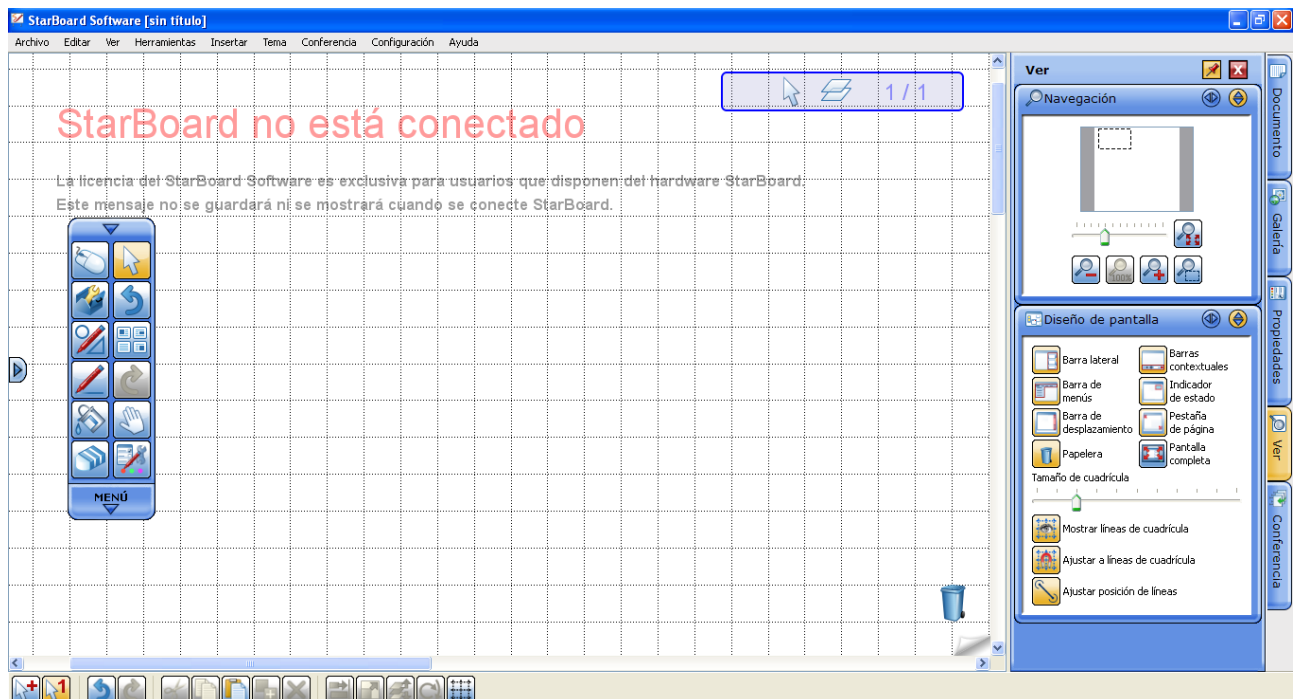 StarBoard Software [sin título]
Archivo Editar Ver Herramientas Insertar Tema Conferencia Configuración Ayuda
1 / 1
StarBoard no está conectado
La licencia del StarBoard Software es exclusiva para usuarios que disponen del hardware StarBoard.
Este mensaje no se guardará ni se mostrará cuando se conecte StarBoard.
MENÚ
Ver
Navegación
100%
Diseño de pantalla
Barra lateral
Barras
contextuales
Barra de
menús
Indicador
de estado
Barra de
desplazamiento
Pestaña
de página
Papelera
Pantalla
completa
Tamaño de cuadrícula
Mostrar líneas de cuadrícula
Ajustar a líneas de cuadrícula
Ajustar posición de líneas
Documento
Galería
Propiedades
Ver
Conferencia
1